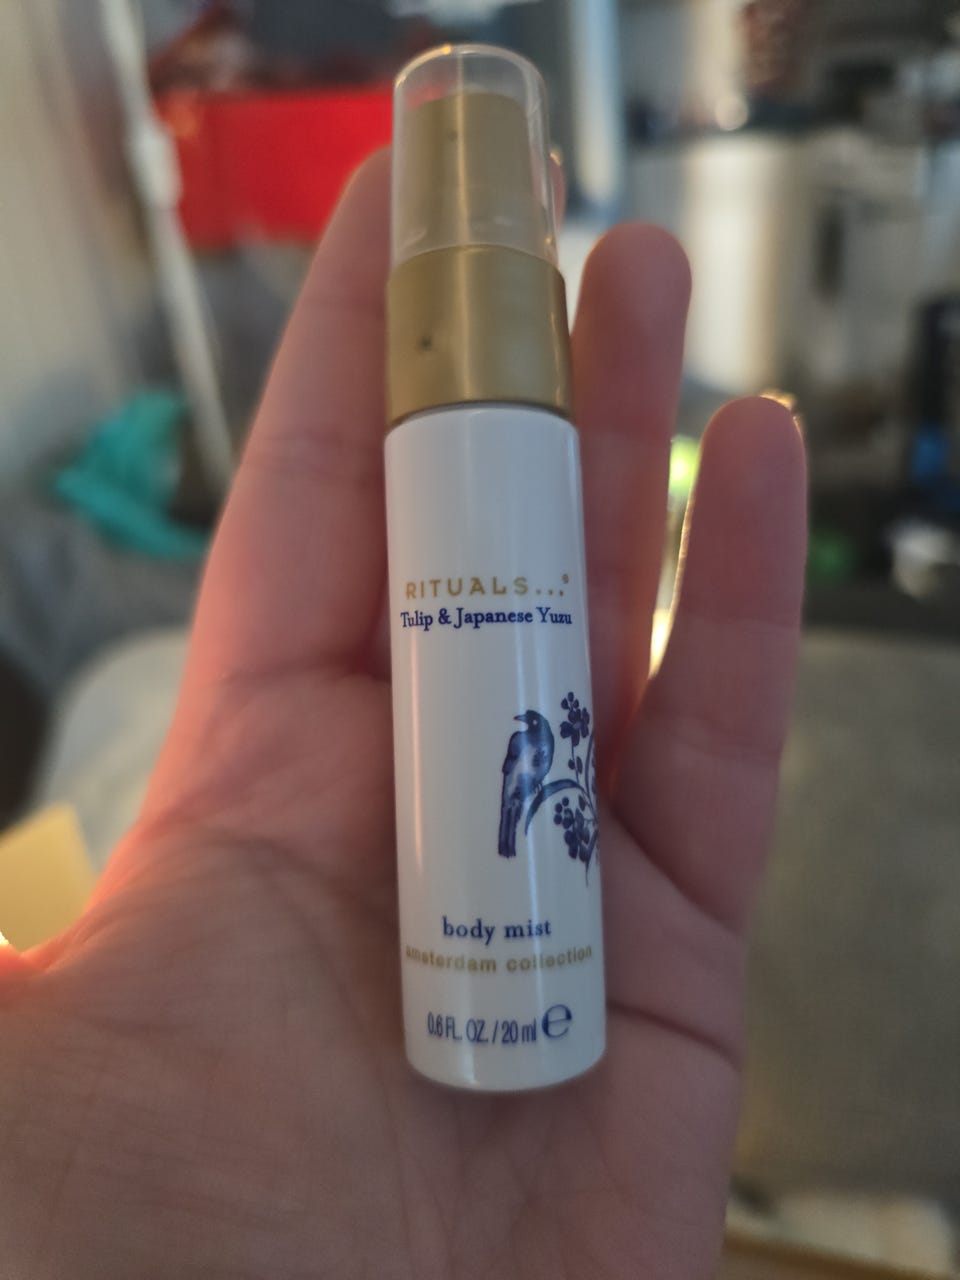 RITUALS...®
Tulip & Japanese Yuzu
body mist
amsterdam collection
0.6 FL. OZ. / 20 ml ℮